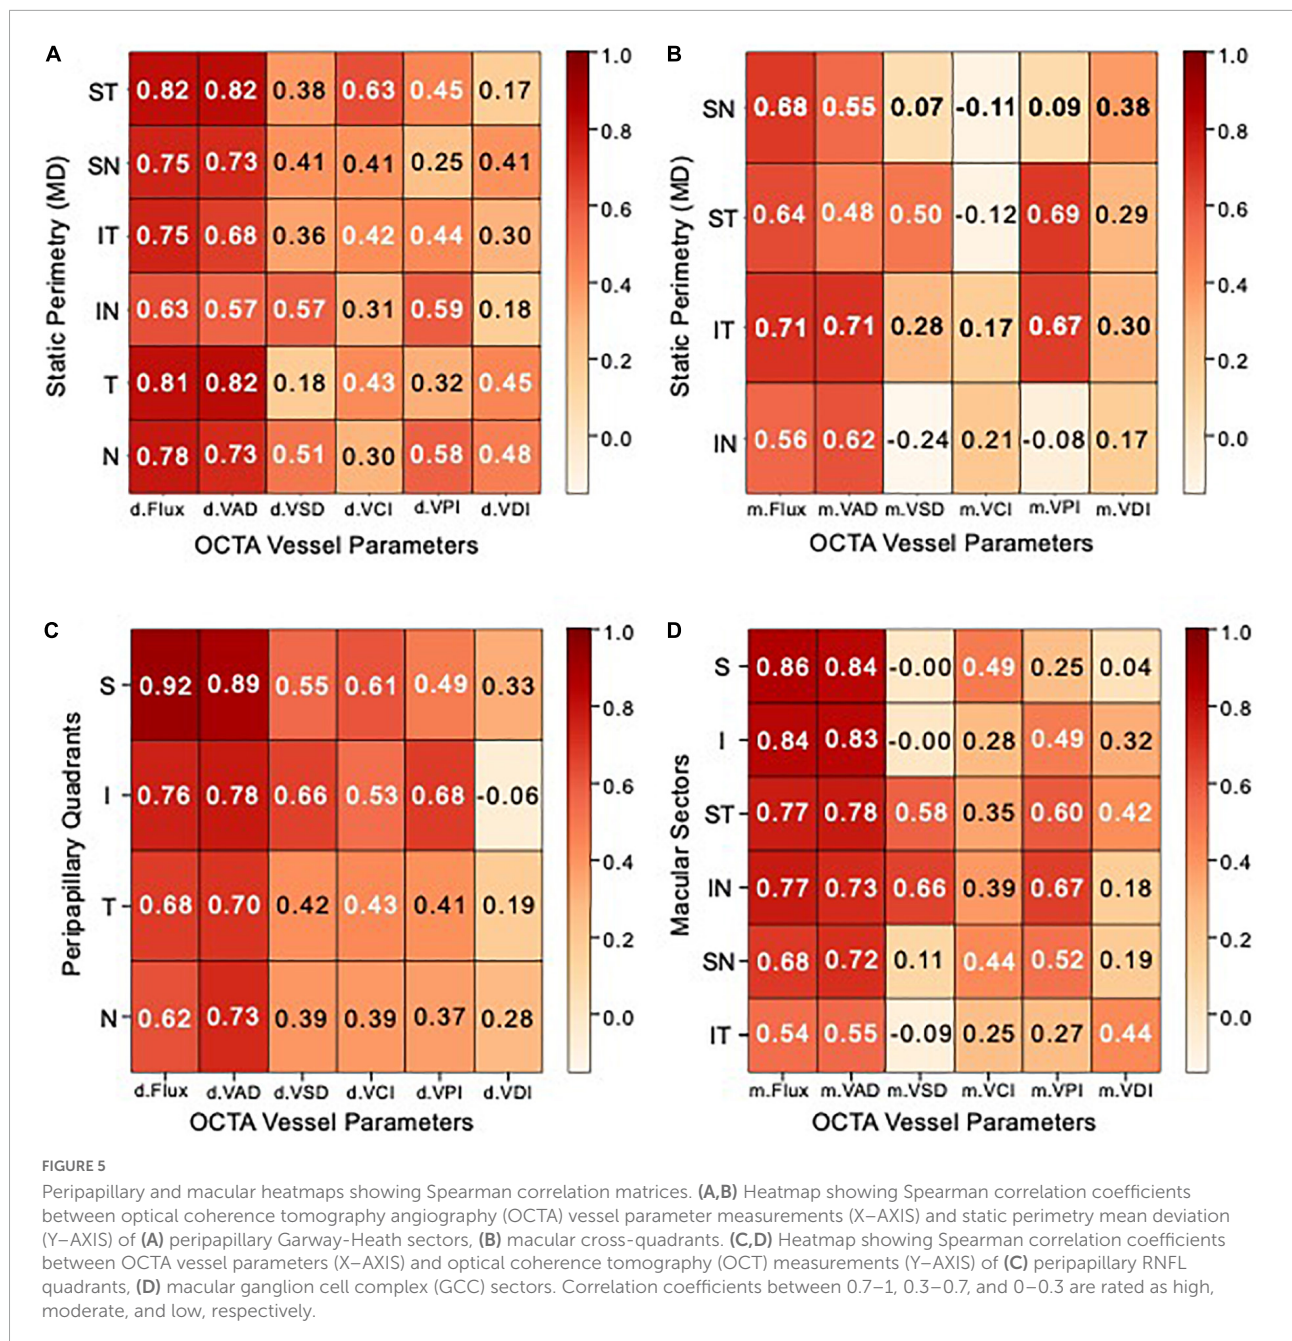 A
Static Perimetry (MD)
ST 0.82 0.82 0.38 0.63 0.45 0.17
SN 0.75 0.73 0.41 0.41 0.25 0.41
IT 0.75 0.68 0.36 0.42 0.44 0.30
IN 0.63 0.57 0.57 0.31 0.59 0.18
T 0.81 0.82 0.18 0.43 0.32 0.45
N 0.78 0.73 0.51 0.30 0.58 0.48
d.Flux d.VAD d.VSD d.VCI d.VPI d.VDI
OCTA Vessel Parameters
1.0
0.8
0.6
0.4
0.2
0.0
B
Static Perimetry (MD)
SN 0.68 0.55 0.07 -0.11 0.09 0.38
ST 0.64 0.48 0.50 -0.12 0.69 0.29
IT 0.71 0.71 0.28 0.17 0.67 0.30
IN 0.56 0.62 -0.24 0.21 -0.08 0.17
m.Flux m.VAD m.VSD m.VCI m.VPI m.VDI
OCTA Vessel Parameters
1.0
0.8
0.6
0.4
0.2
0.0
C
Peripapillary Quadrants
S 0.92 0.89 0.55 0.61 0.49 0.33
I 0.76 0.78 0.66 0.53 0.68 -0.06
T 0.68 0.70 0.42 0.43 0.41 0.19
N 0.62 0.73 0.39 0.39 0.37 0.28
d.Flux d.VAD d.VSD d.VCI d.VPI d.VDI
OCTA Vessel Parameters
1.0
0.8
0.6
0.4
0.2
0.0
D
Macular Sectors
S 0.86 0.84 -0.00 0.49 0.25 0.04
I 0.84 0.83 -0.00 0.28 0.49 0.32
ST 0.77 0.78 0.58 0.35 0.60 0.42
IN 0.77 0.73 0.66 0.39 0.67 0.18
SN 0.68 0.72 0.11 0.44 0.52 0.19
IT 0.54 0.55 -0.09 0.25 0.27 0.44
m.Flux m.VAD m.VSD m.VCI m.VPI m.VDI
OCTA Vessel Parameters
1.0
0.8
0.6
0.4
0.2
0.0
FIGURE 5
Peripapillary and macular heatmaps showing Spearman correlation matrices. (A,B) Heatmap showing Spearman correlation coefficients
between optical coherence tomography angiography (OCTA) vessel parameter measurements (X–AXIS) and static perimetry mean deviation
(Y–AXIS) of (A) peripapillary Garway-Heath sectors, (B) macular cross-quadrants. (C,D) Heatmap showing Spearman correlation coefficients
between OCTA vessel parameters (X–AXIS) and optical coherence tomography (OCT) measurements (Y–AXIS) of (C) peripapillary RNFL
quadrants, (D) macular ganglion cell complex (GCC) sectors. Correlation coefficients between 0.7–1, 0.3–0.7, and 0–0.3 are rated as high,
moderate, and low, respectively.